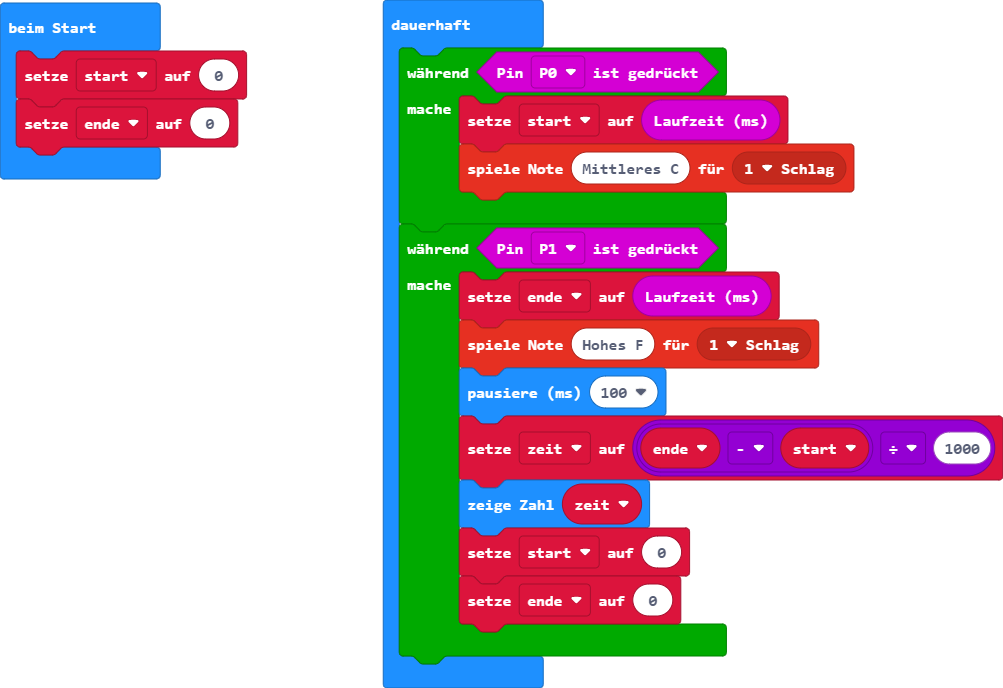 beim Start
setze start auf 0
setze ende auf 0
dauerhaft
während Pin P0 ist gedrückt
mache
setze start auf Laufzeit (ms)
spiele Note Mittleres C für 1 Schlag
während Pin P1 ist gedrückt
mache
setze ende auf Laufzeit (ms)
spiele Note Hohes F für 1 Schlag
pausiere (ms) 100
setze zeit auf ende - start ÷ 1000
zeige Zahl zeit
setze start auf 0
setze ende auf 0